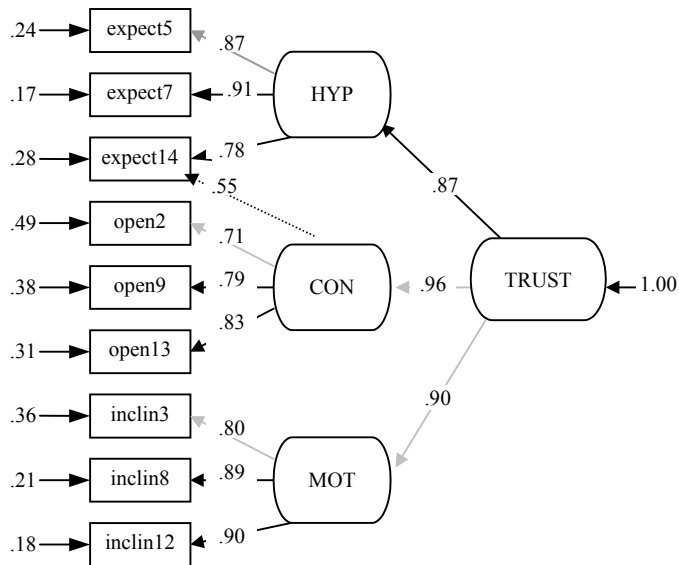 .24 expect5 .87
.17 expect7 .91 HYP
.28 expect14 .78
.55 .87
.49 open2 .71
.38 open9 .79 CON .96 TRUST 1.00
.31 open13 .83
.36 inclin3 .80 .90
.21 inclin8 .89 MOT
.18 inclin12 .90